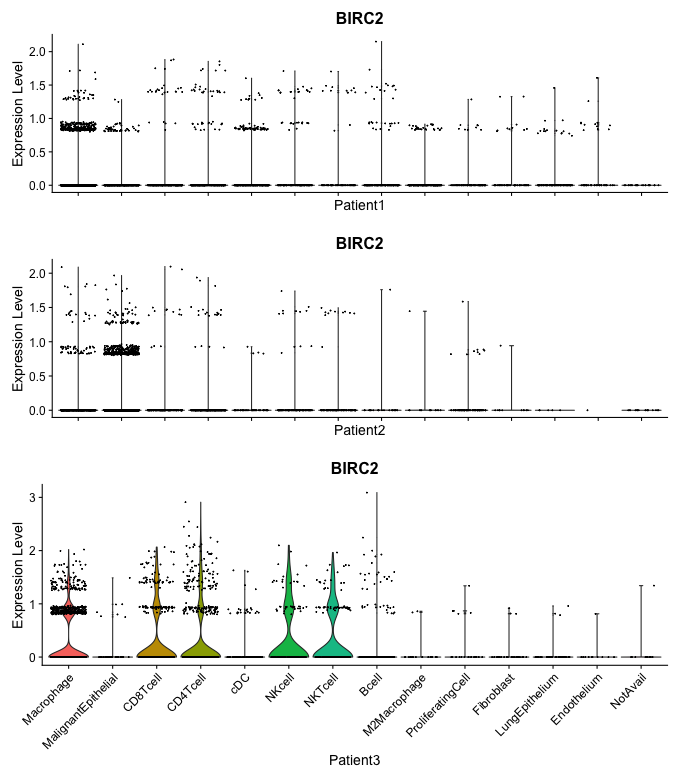 BIRC2
Expression Level
2.0
1.5
1.0
0.5
0.0
Patient1
BIRC2
Expression Level
2.0
1.5
1.0
0.5
0.0
Patient2
BIRC2
Expression Level
3
2
1
0
Macrophage
MalignantEpithelial
CD8Tcell
CD4Tcell
cDC
NKcell
NKTcell
Bcell
M2Macrophage
ProliferatingCell
Fibroblast
LungEpithelium
Endothelium
NotAvail
Patient3